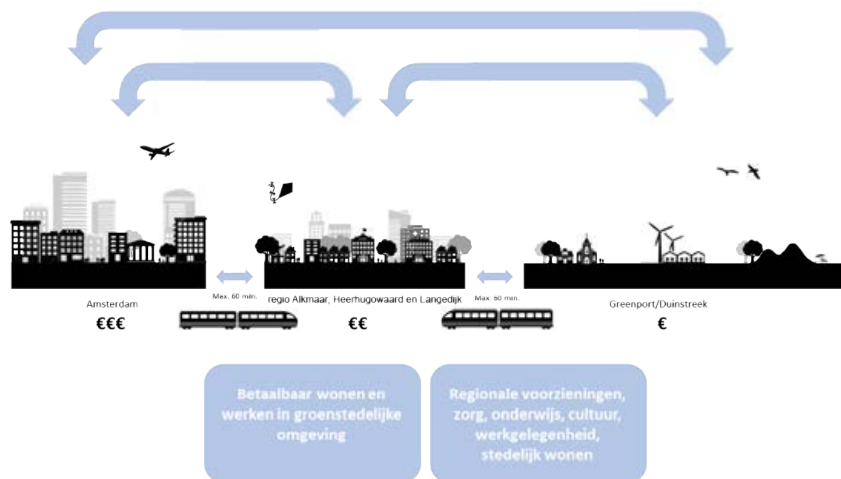 Max. 60 min.
Max. 60 min.
Amsterdam
regio Alkmaar, Heerhugowaard en Langedijk
Greenport/Duinstreek
€€€
€€
€
Betaalbaar wonen en
werken in groenstedelijke
omgeving
Regionale voorzieningen,
zorg, onderwijs, cultuur,
werkgelegenheid,
stedelijk wonen